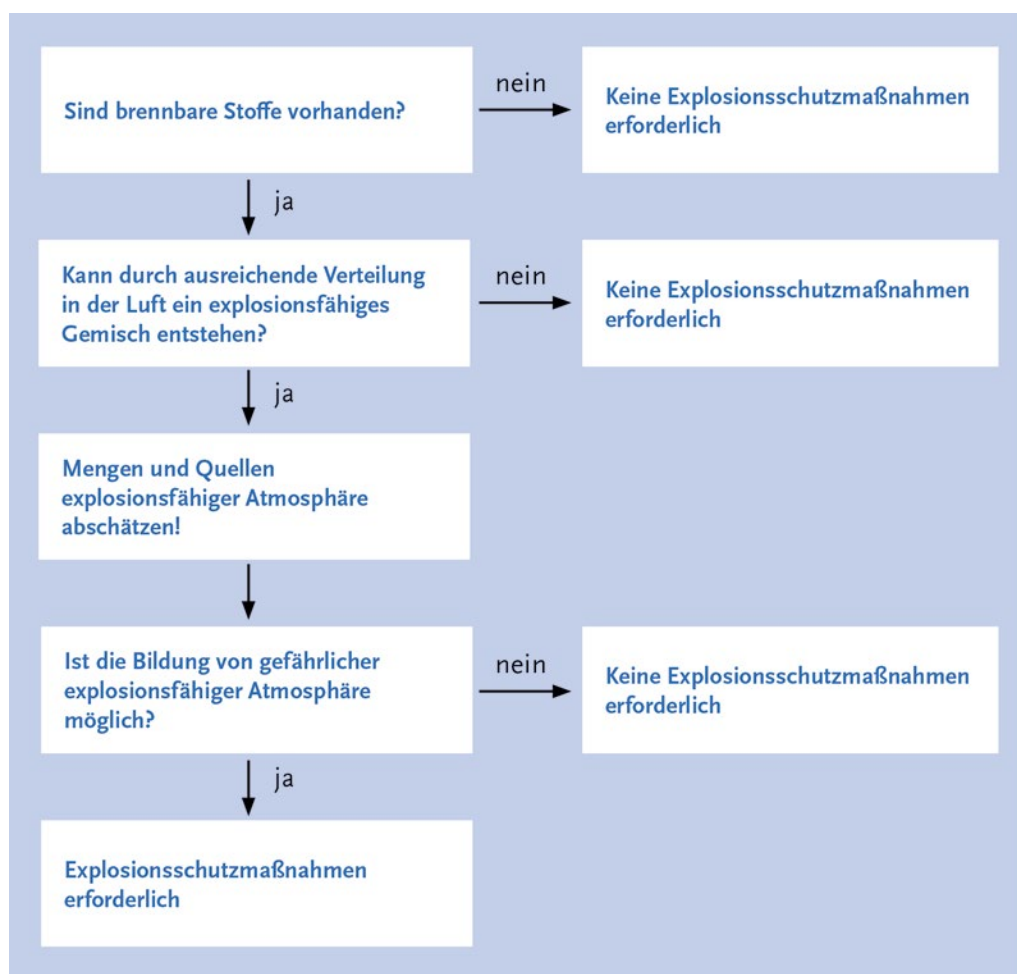 Sind brennbare Stoffe vorhanden?
nein
Keine Explosionsschutzmaßnahmen
erforderlich
ja
Kann durch ausreichende Verteilung
in der Luft ein explosionsfähiges
Gemisch entstehen?
nein
Keine Explosionsschutzmaßnahmen
erforderlich
ja
Mengen und Quellen
explosionsfähiger Atmosphäre
abschätzen!
Ist die Bildung von gefährlicher
explosionsfähiger Atmosphäre
möglich?
nein
Keine Explosionsschutzmaßnahmen
erforderlich
ja
Explosionsschutzmaßnahmen
erforderlich